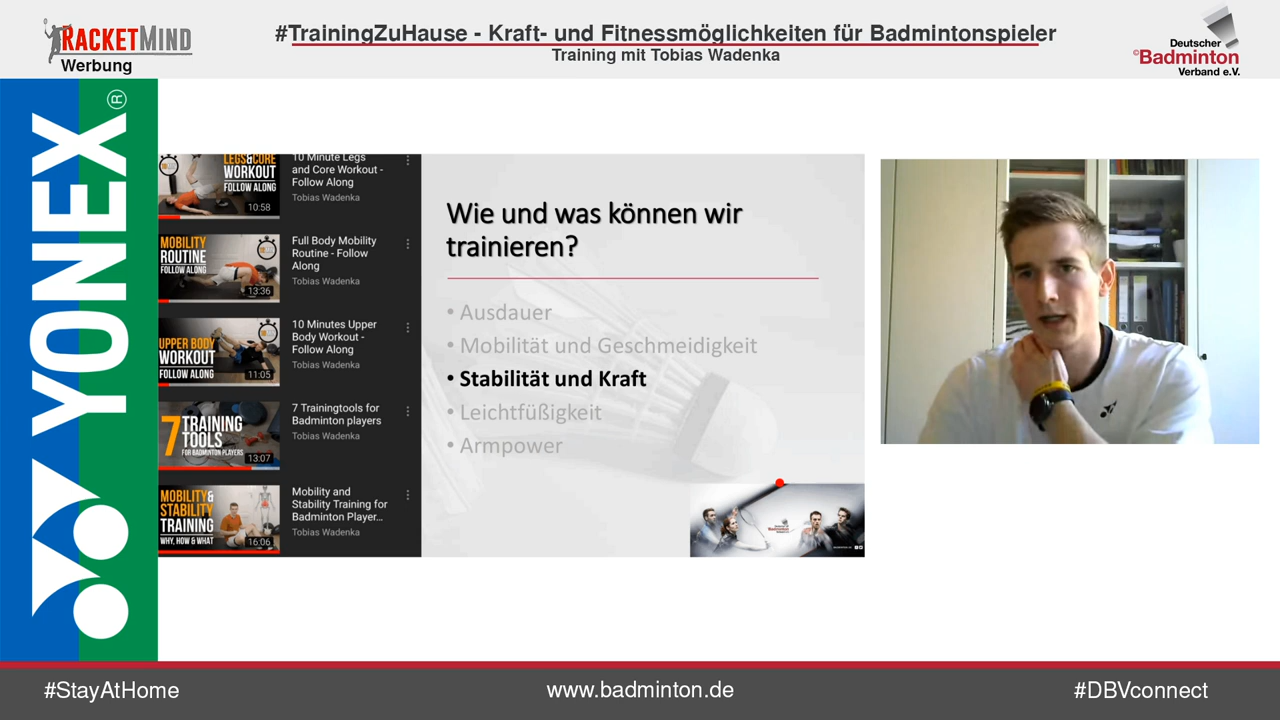 RACKETMIND
Werbung
#TrainingZuHause - Kraft- und Fitnessmöglichkeiten für Badmintonspieler
Training mit Tobias Wadenka
Deutscher
©Badminton
Verband e.V.
YONEX®
LEGS&CORE
WORKOUT
FOLLOW ALONG
10:58
10 Minute Legs
and Core Workout -
Follow Along
Tobias Wadenka
MOBILITY
ROUTINE
FOLLOW ALONG
13:36
Full Body Mobility
Routine - Follow
Along
Tobias Wadenka
UPPER BODY
WORKOUT
FOLLOW ALONG
11:05
10 Minutes Upper
Body Workout -
Follow Along
Tobias Wadenka
7 TRAINING
TOOLS
FOR BADMINTON PLAYERS
13:07
7 Trainingtools for
Badminton players
Tobias Wadenka
MOBILITY&
STABILITY
TRAINING
WHY, HOW & WHAT
16:06
Mobility and
Stability Training for
Badminton Player...
Tobias Wadenka
Wie und was können wir
trainieren?
• Ausdauer
• Mobilität und Geschmeidigkeit
• Stabilität und Kraft
• Leichtfüßigkeit
• Armpower
#StayAtHome
www.badminton.de
#DBVconnect